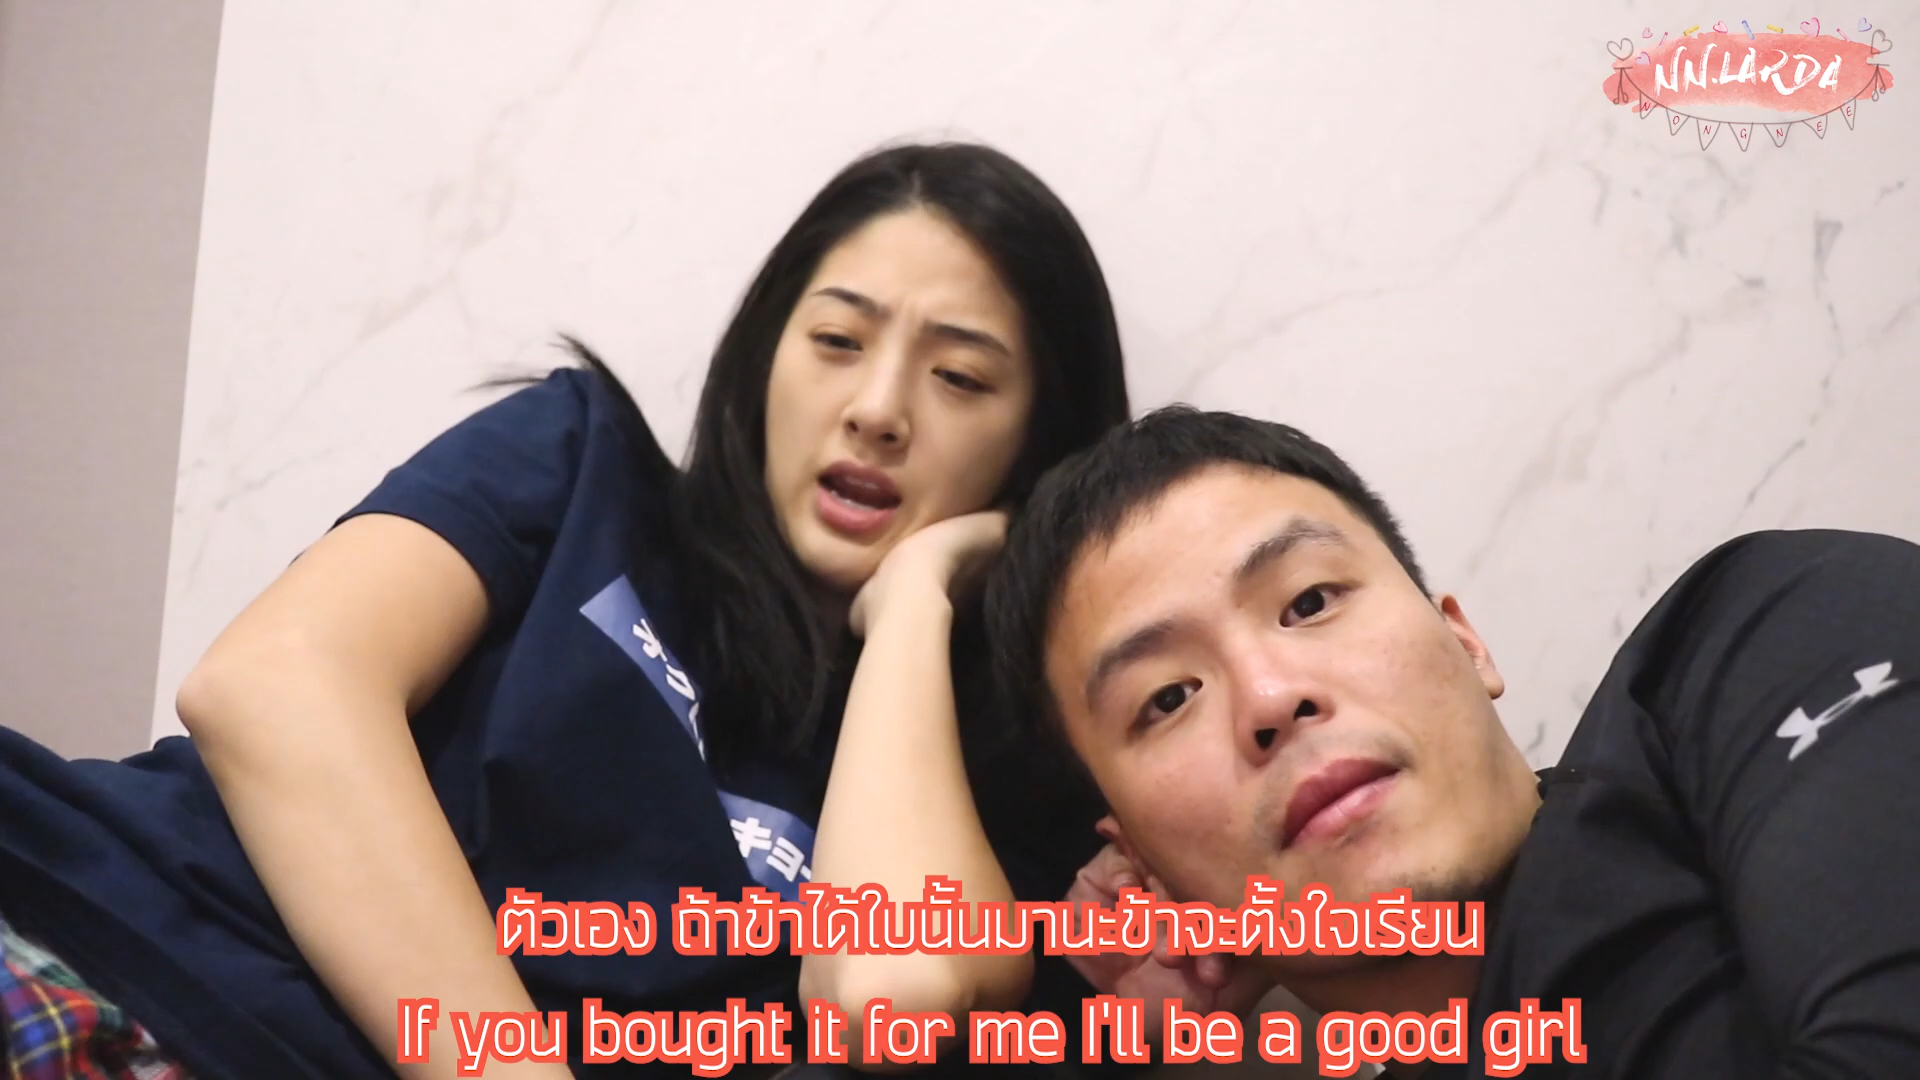 NN.LARDA
NONGNEE
ตัวเอง ถ้าข้าได้ใบนั้นมานะข้าจะตั้งใจเรียน
If you bought it for me I'll be a good girl